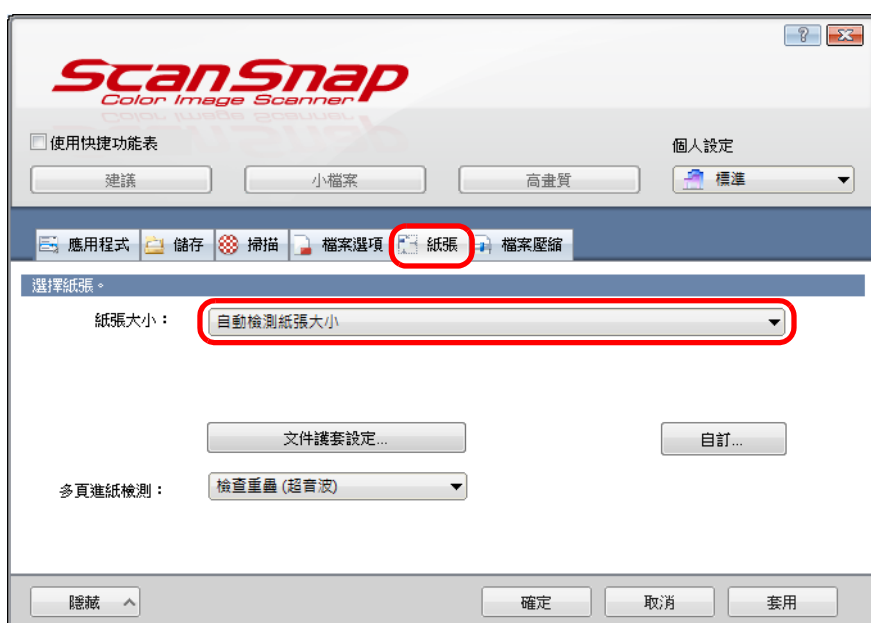 ScanSnap
Color Image Scanner
使用快捷功能表
個人設定
建議
小檔案
高畫質
標準
應用程式
儲存
掃描
檔案選項
紙張
檔案壓縮
選擇紙張。
紙張大小：
自動檢測紙張大小
文件護套設定...
自訂...
多頁進紙檢測：
檢查重疊 (超音波)
隱藏
確定
取消
套用